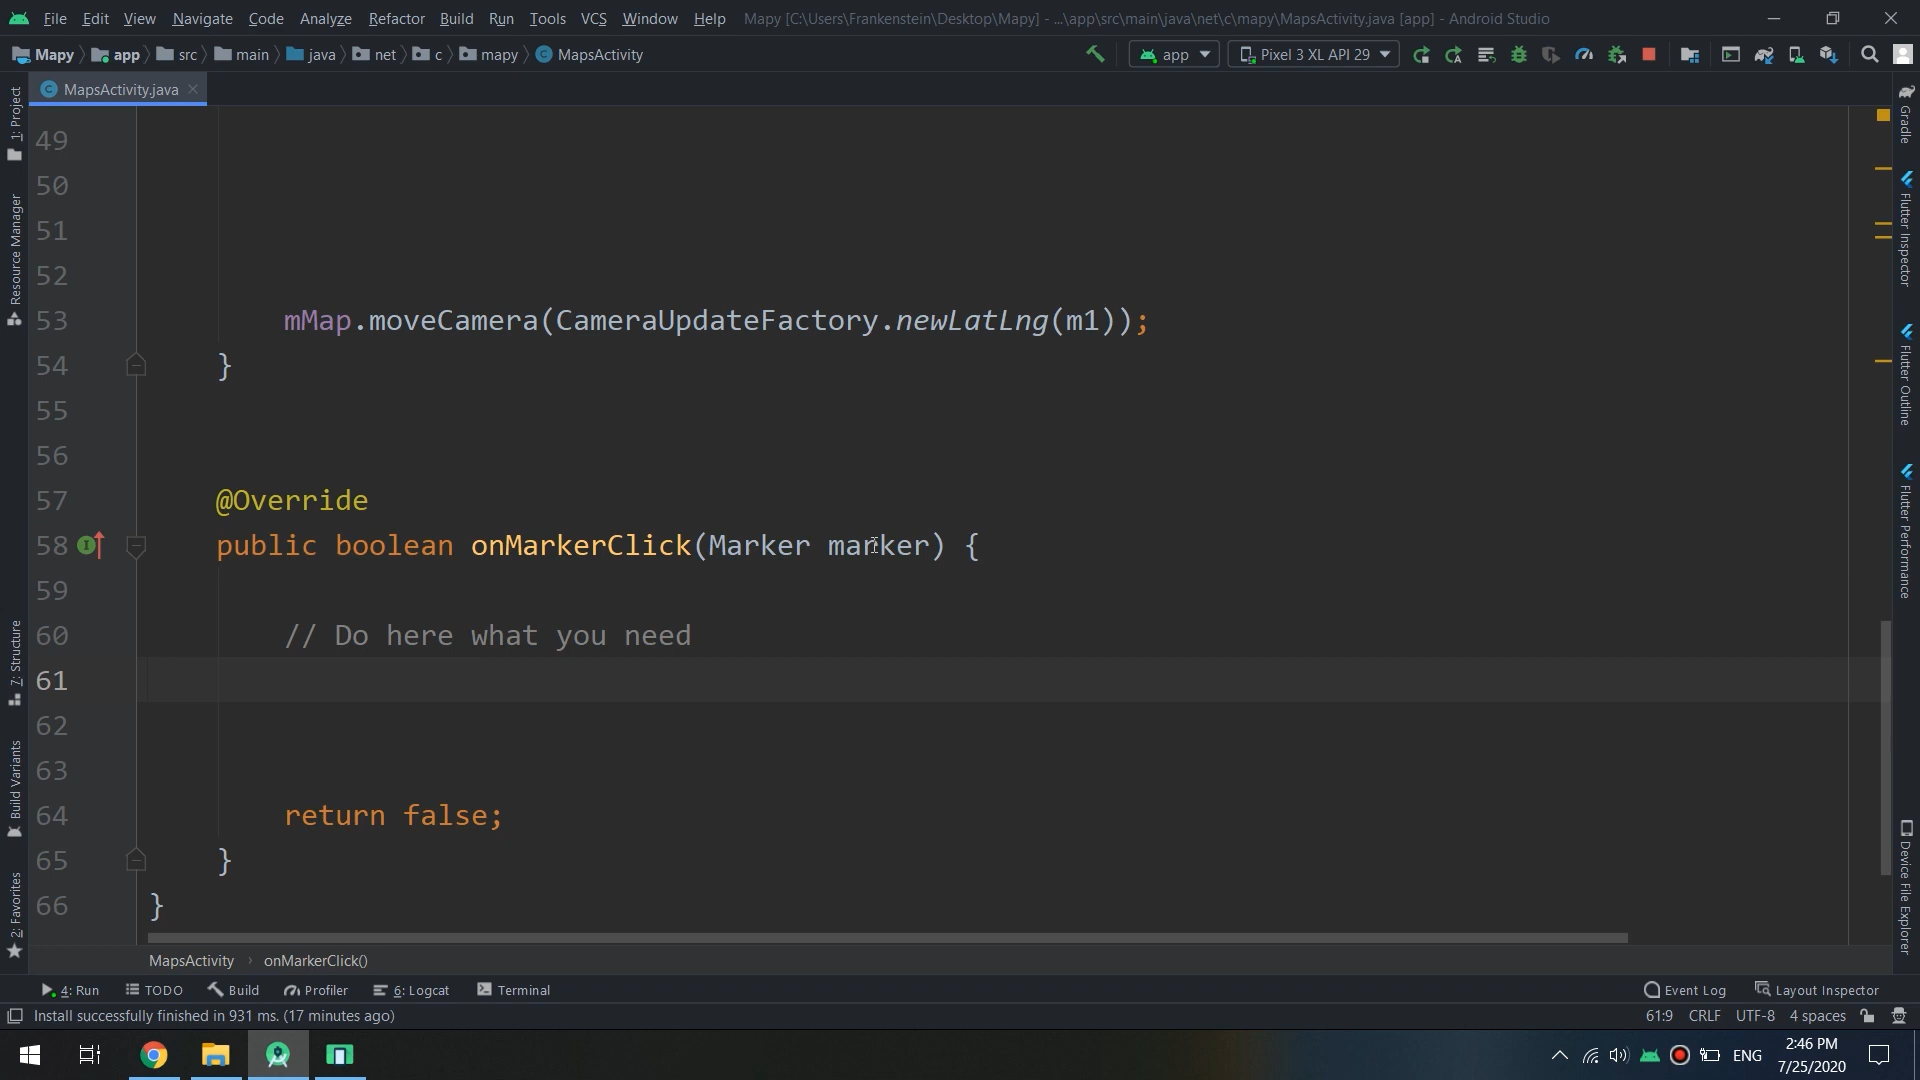 File Edit View Navigate Code Analyze Refactor Build Run Tools VCS Window Help Mapy [C:\Users\Frankenstein\Desktop\Mapy] - ...\app\src\main\java\net\c\mapy\MapsActivity.java [app] - Android Studio
Mapy app src main java net c mapy MapsActivity app Pixel 3 XL API 29
MapsActivity.java
1: Project
Resource Manager
7: Structure
Build Variants
2: Favorites
49
50
51
52
53 mMap.moveCamera(CameraUpdateFactory.newLatLng(m1));
54 }
55
56
57 @Override
58 public boolean onMarkerClick(Marker marker) {
59
60 // Do here what you need
61
62
63
64 return false;
65 }
66 }
Gradle
Flutter Inspector
Flutter Outline
Flutter Performance
Device File Explorer
MapsActivity › onMarkerClick()
4: Run TODO Build Profiler 6: Logcat Terminal Event Log Layout Inspector
Install successfully finished in 931 ms. (17 minutes ago) 61:9 CRLF UTF-8 4 spaces
ENG 2:46 PM
7/25/2020